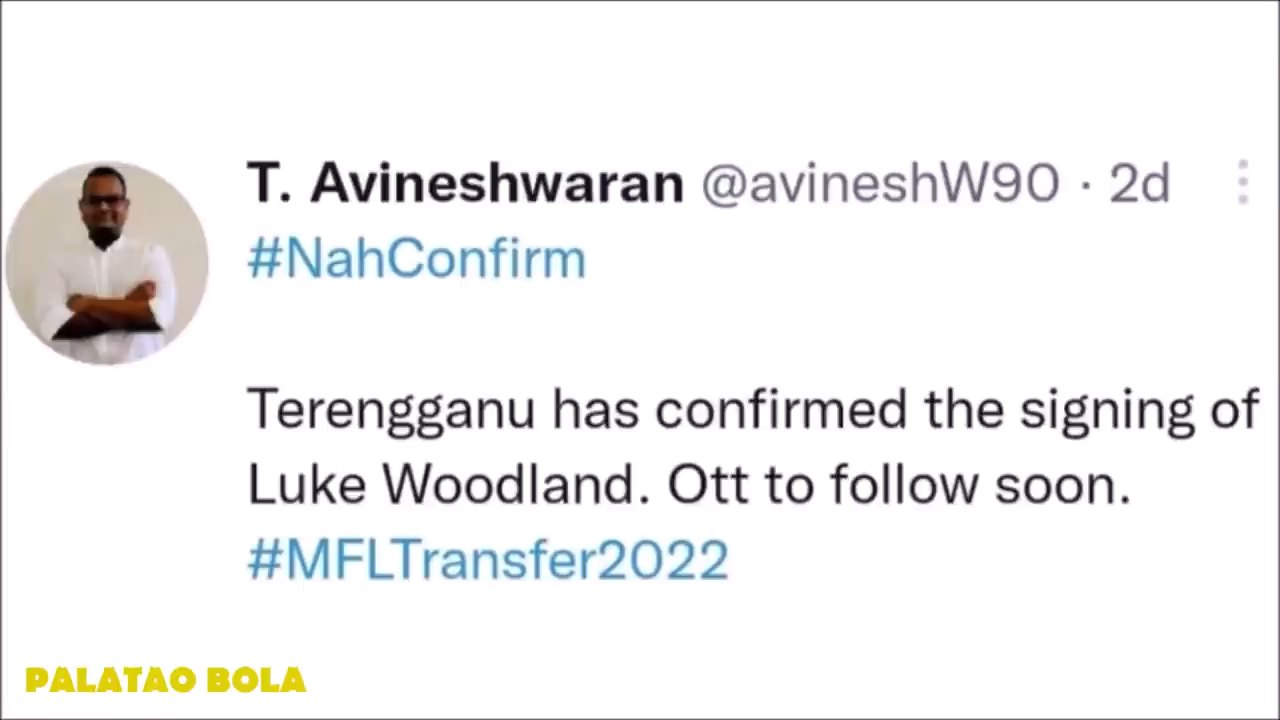 T. Avineshwaran @avineshW90 · 2d
#NahConfirm
Terengganu has confirmed the signing of
Luke Woodland. Ott to follow soon.
#MFLTransfer2022
PALATAO BOLA